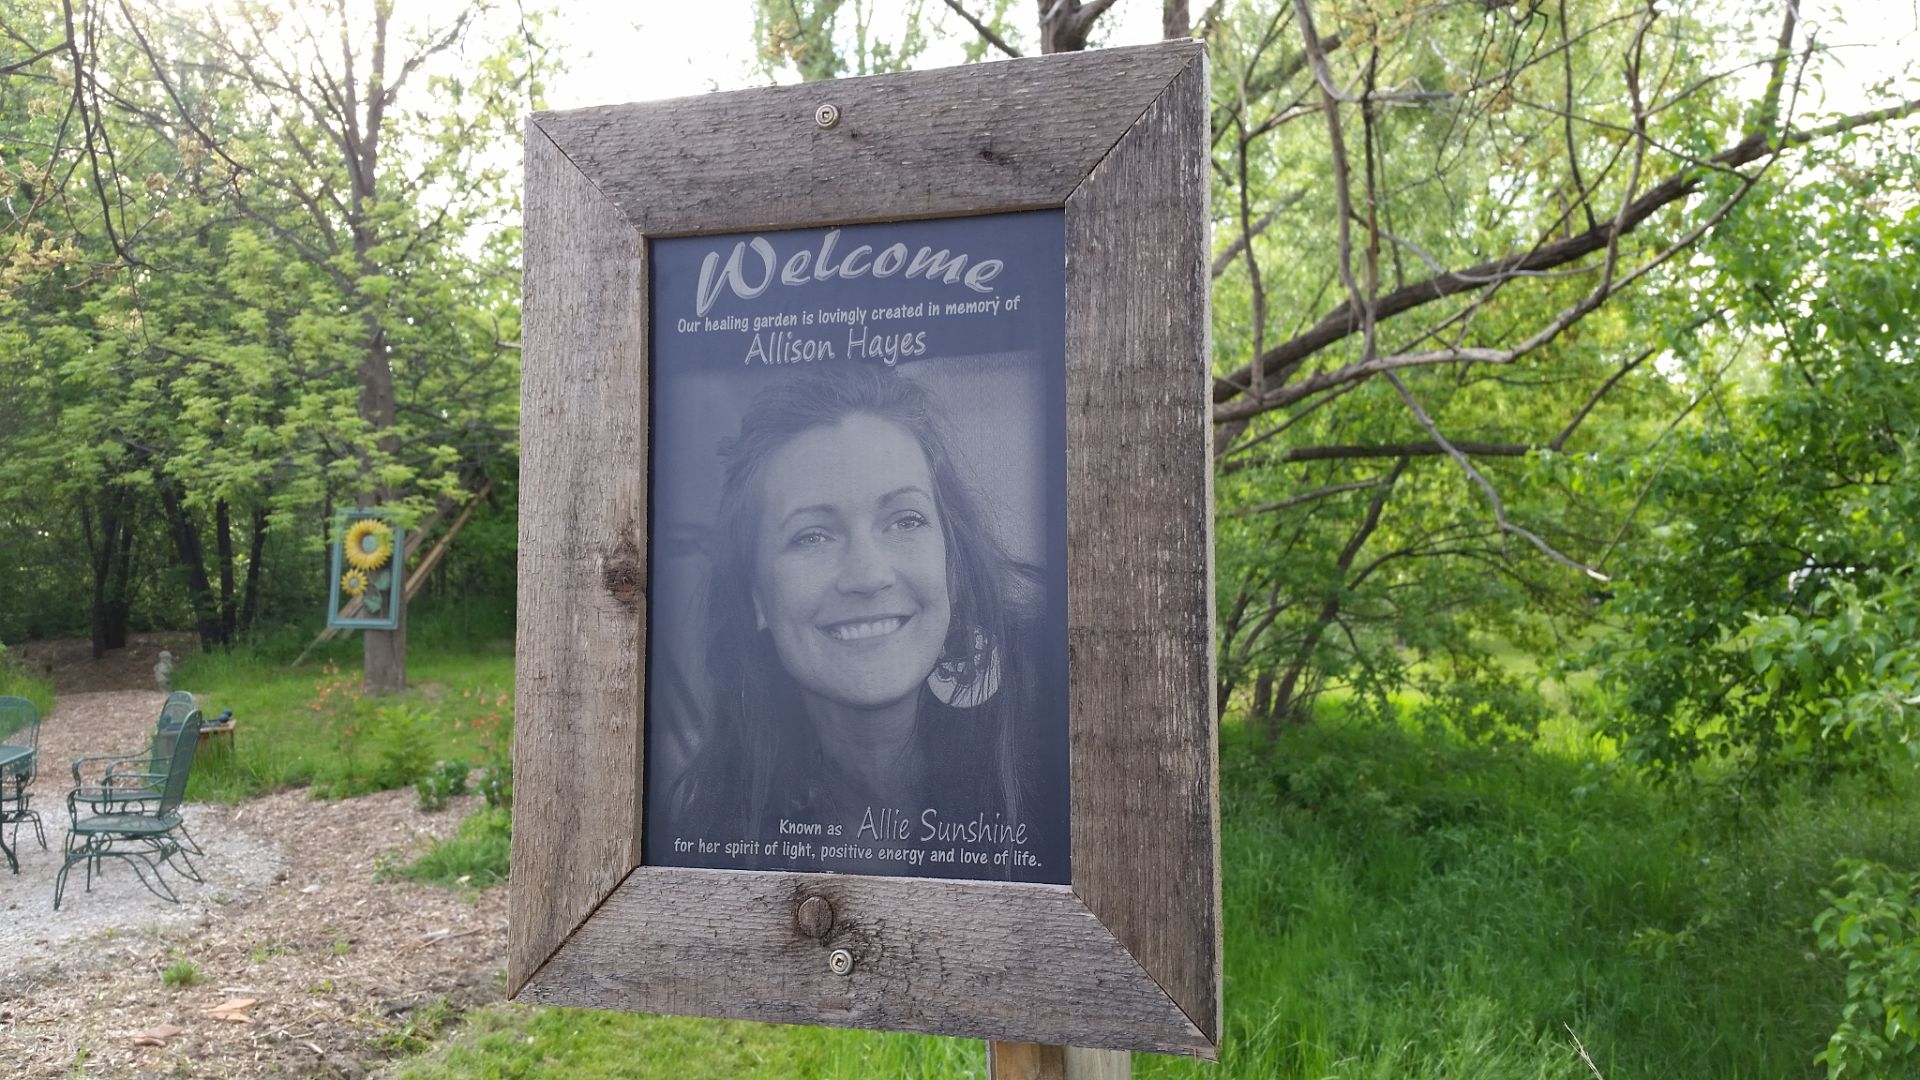 Welcome
Our healing garden is lovingly created in memory of
Allison Hayes
Known as Allie Sunshine
for her spirit of light, positive energy and love of life.